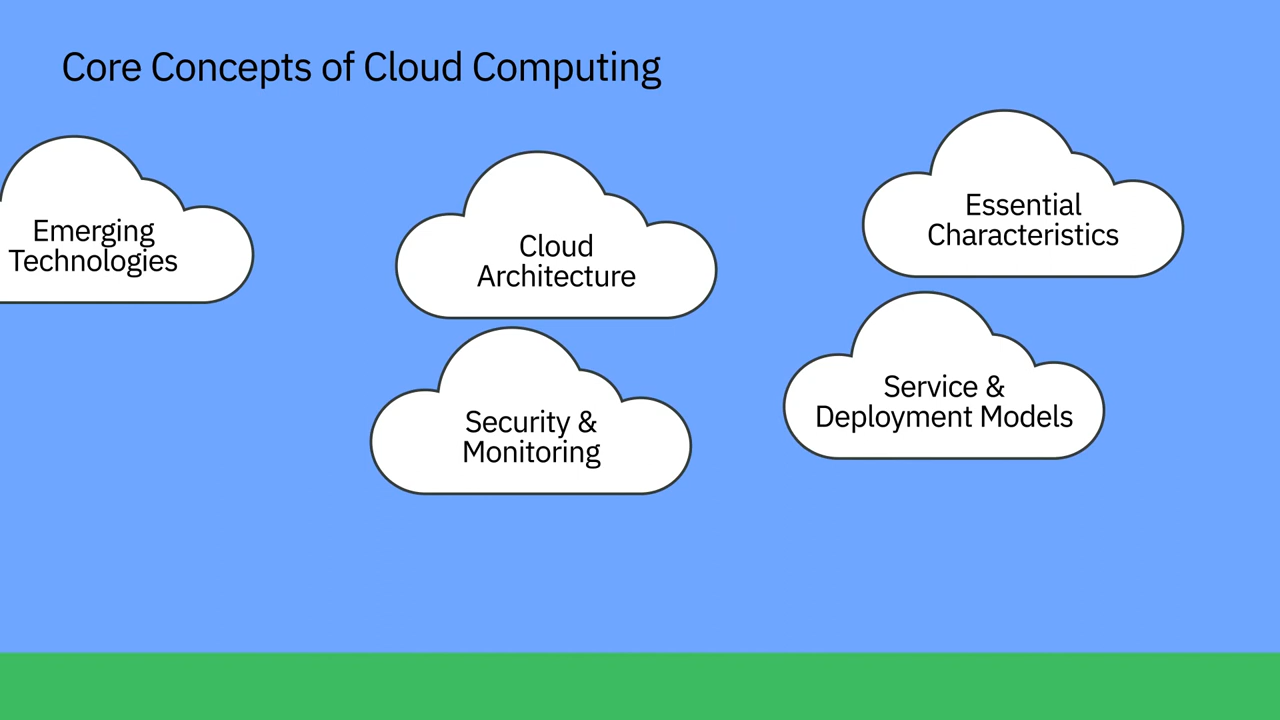 Core Concepts of Cloud Computing
Emerging
Technologies
Cloud
Architecture
Essential
Characteristics
Security &
Monitoring
Service &
Deployment Models